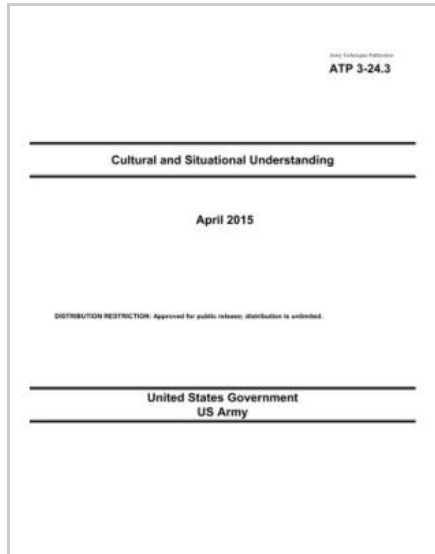 Army Techniques Publication
ATP 3-24.3
Cultural and Situational Understanding
April 2015
DISTRIBUTION RESTRICTION: Approved for public release; distribution is unlimited.
United States Government
US Army